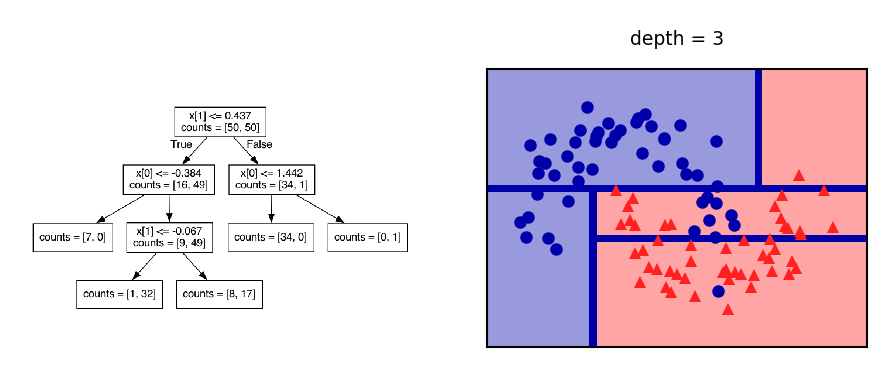 depth = 3
x[1] <= 0.437
counts = [50, 50]
True
False
x[0] <= -0.384
counts = [16, 49]
x[0] <= 1.442
counts = [34, 1]
counts = [7, 0]
x[1] <= -0.067
counts = [9, 49]
counts = [34, 0]
counts = [0, 1]
counts = [1, 32]
counts = [8, 17]